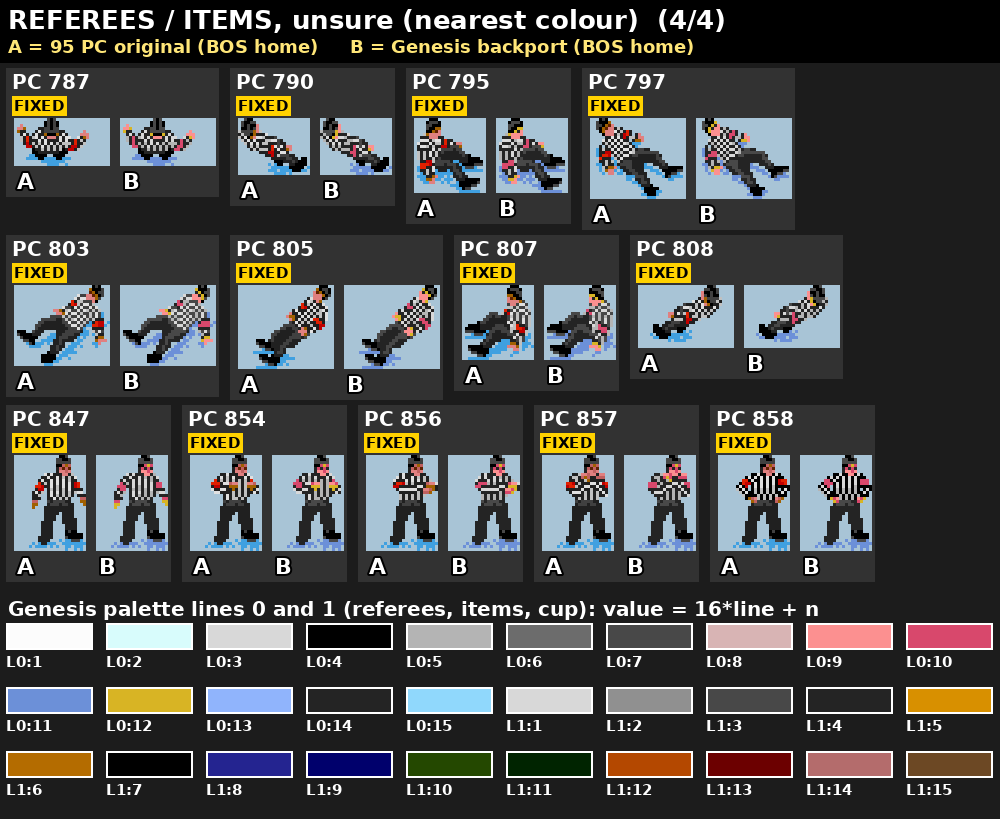 REFEREES / ITEMS, unsure (nearest colour)  (4/4)
A = 95 PC original (BOS home)     B = Genesis backport (BOS home)
PC 787
FIXED
A
B
PC 790
FIXED
A
B
PC 795
FIXED
A
B
PC 797
FIXED
A
B
PC 803
FIXED
A
B
PC 805
FIXED
A
B
PC 807
FIXED
A
B
PC 808
FIXED
A
B
PC 847
FIXED
A
B
PC 854
FIXED
A
B
PC 856
FIXED
A
B
PC 857
FIXED
A
B
PC 858
FIXED
A
B
Genesis palette lines 0 and 1 (referees, items, cup): value = 16*line + n
L0:1 L0:2 L0:3 L0:4 L0:5 L0:6 L0:7 L0:8 L0:9 L0:10
L0:11 L0:12 L0:13 L0:14 L0:15 L1:1 L1:2 L1:3 L1:4 L1:5
L1:6 L1:7 L1:8 L1:9 L1:10 L1:11 L1:12 L1:13 L1:14 L1:15